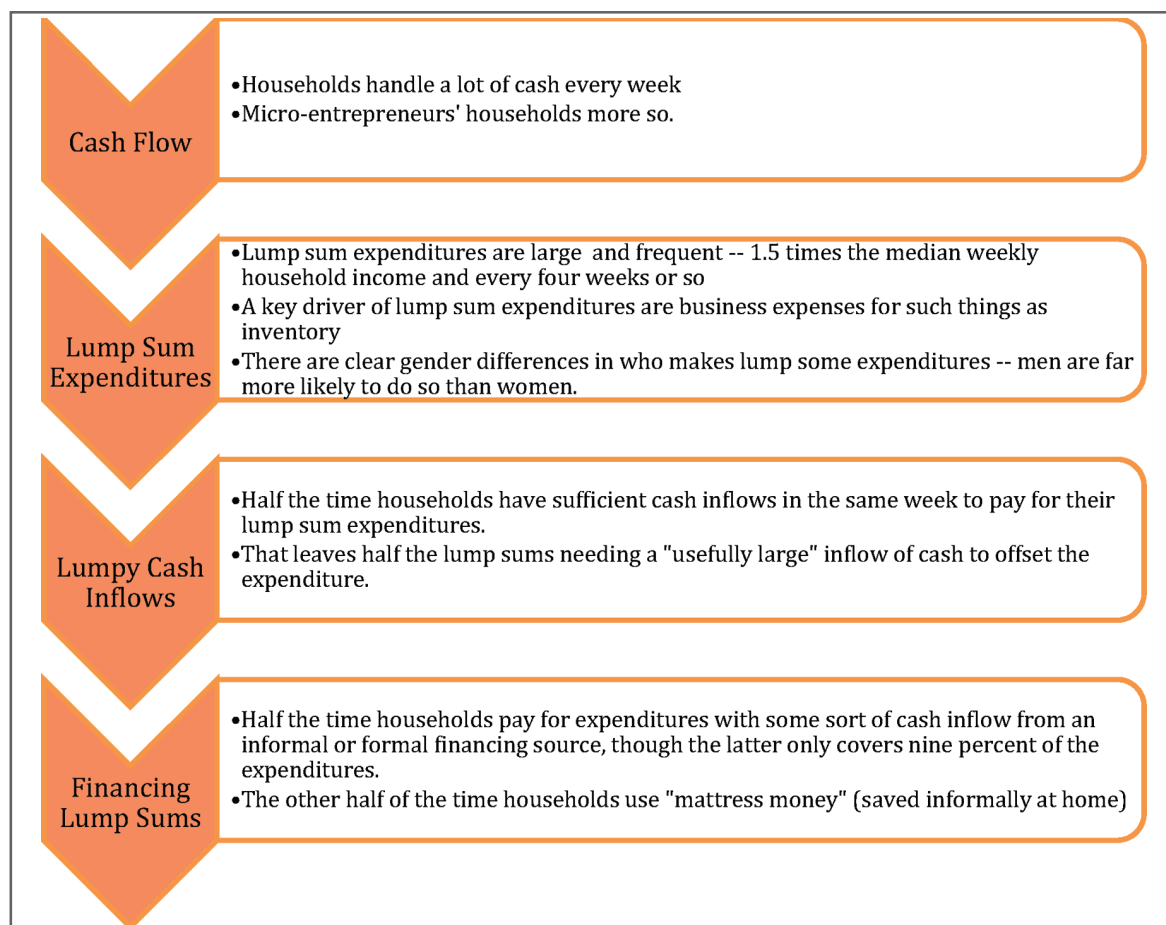 Cash Flow
•Households handle a lot of cash every week
•Micro-entrepreneurs' households more so.
Lump Sum
Expenditures
•Lump sum expenditures are large and frequent -- 1.5 times the median weekly
household income and every four weeks or so
•A key driver of lump sum expenditures are business expenses for such things as
inventory
•There are clear gender differences in who makes lump some expenditures -- men are far
more likely to do so than women.
Lumpy Cash
Inflows
•Half the time households have sufficient cash inflows in the same week to pay for their
lump sum expenditures.
•That leaves half the lump sums needing a "usefully large" inflow of cash to offset the
expenditure.
Financing
Lump Sums
•Half the time households pay for expenditures with some sort of cash inflow from an
informal or formal financing source, though the latter only covers nine percent of the
expenditures.
•The other half of the time households use "mattress money" (saved informally at home)